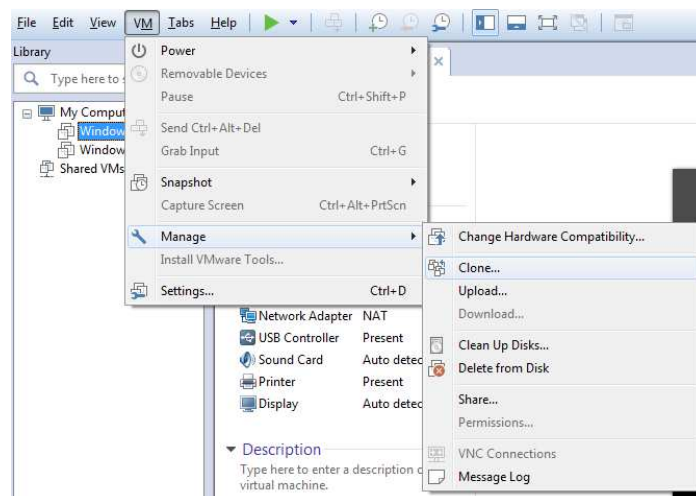 File Edit View VM Tabs Help
Library
Type here to
My Comput
Window
Window
Shared VMs
Power
Removable Devices
Pause Ctrl+Shift+P
Send Ctrl+Alt+Del
Grab Input Ctrl+G
Snapshot
Capture Screen Ctrl+Alt+PrtScn
Manage
Install VMware Tools...
Settings... Ctrl+D
Change Hardware Compatibility...
Clone...
Upload...
Download...
Clean Up Disks...
Delete from Disk
Share...
Permissions...
VNC Connections
Message Log
Network Adapter NAT
USB Controller Present
Sound Card Auto detec
Printer Present
Display Auto detec
Description
Type here to enter a description o
virtual machine.